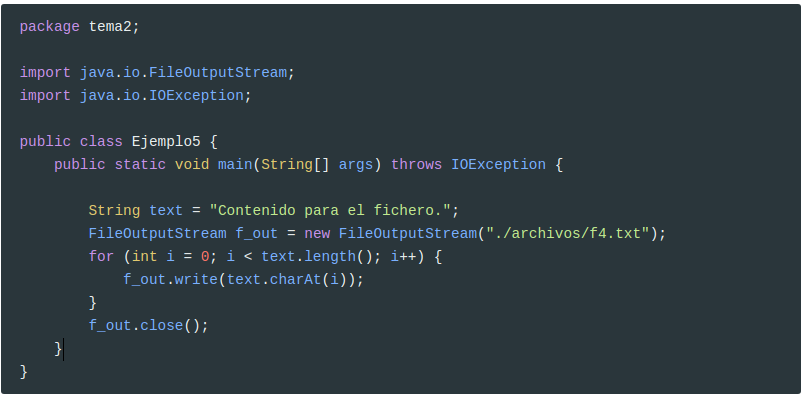 package tema2;
import java.io.FileOutputStream;
import java.io.IOException;
public class Ejemplo5 {
    public static void main(String[] args) throws IOException {
        String text = "Contenido para el fichero.";
        FileOutputStream f_out = new FileOutputStream("./archivos/f4.txt");
        for (int i = 0; i < text.length(); i++) {
            f_out.write(text.charAt(i));
        }
        f_out.close();
    }
}